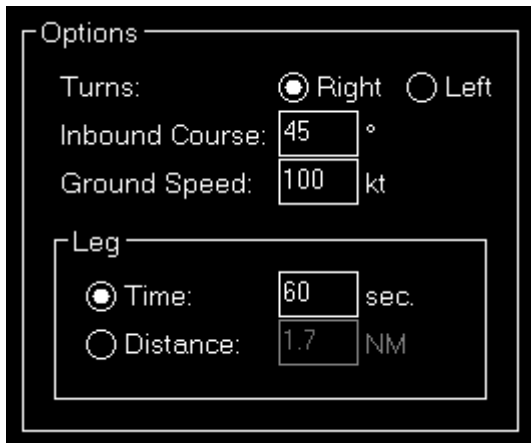 Options
Turns: Right Left
Inbound Course: 45 °
Ground Speed: 100 kt
Leg
Time: 60 sec.
Distance: 1.7 NM